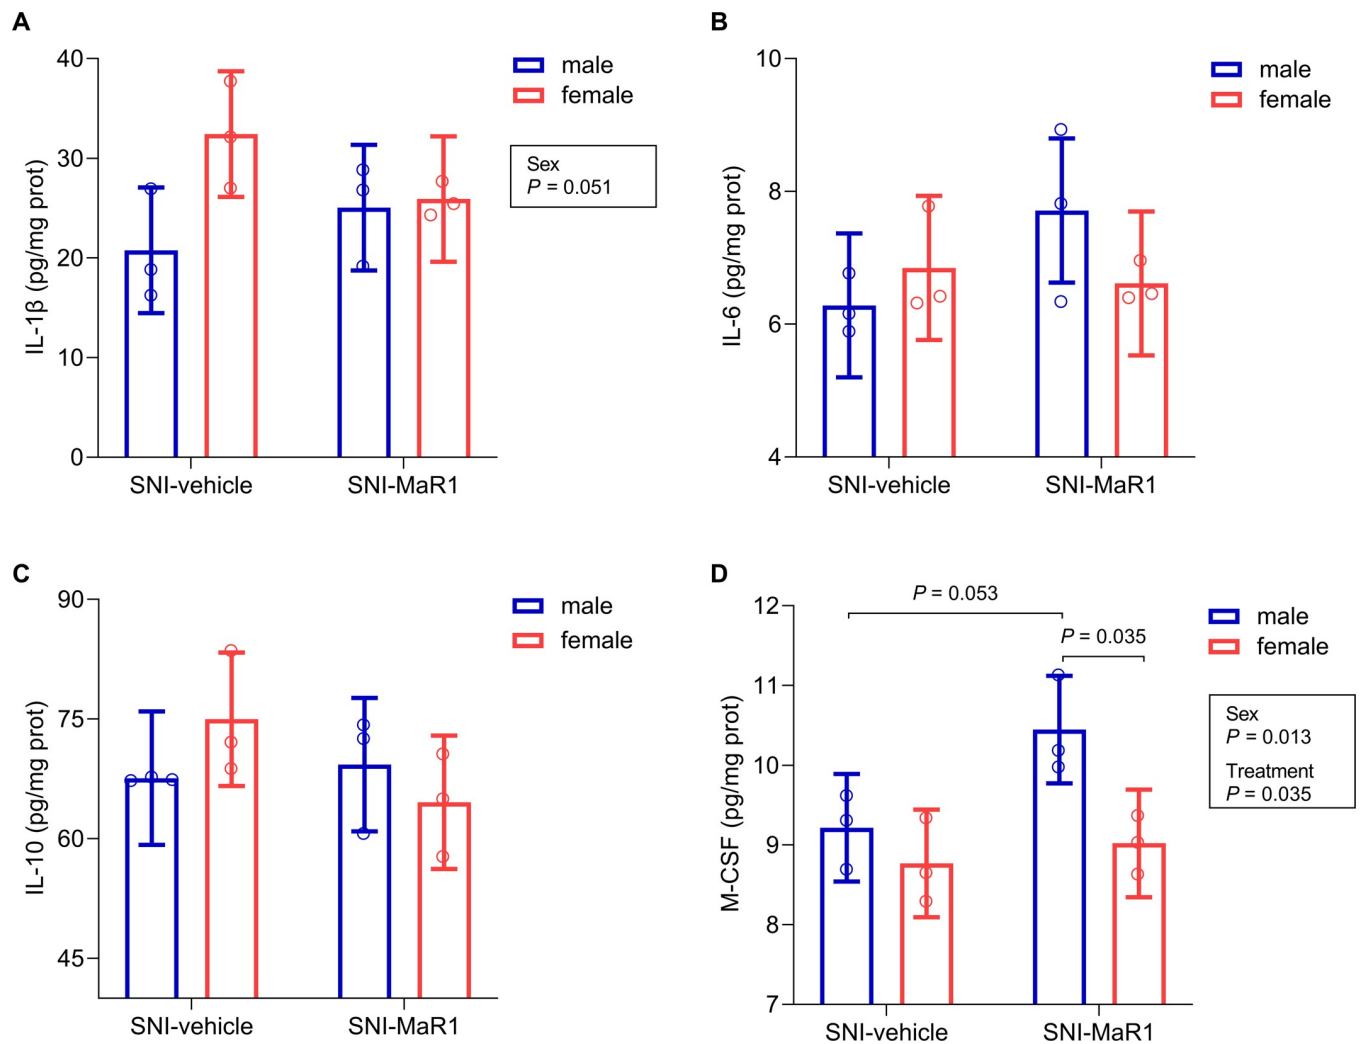 A
40
30
20
10
0
IL-1β (pg/mg prot)
SNI-vehicle
SNI-MaR1
male
female
Sex
P = 0.051
B
10
8
6
4
IL-6 (pg/mg prot)
SNI-vehicle
SNI-MaR1
male
female
C
90
75
60
45
IL-10 (pg/mg prot)
SNI-vehicle
SNI-MaR1
male
female
D
12
11
10
9
8
7
M-CSF (pg/mg prot)
P = 0.053
P = 0.035
SNI-vehicle
SNI-MaR1
male
female
Sex
P = 0.013
Treatment
P = 0.035